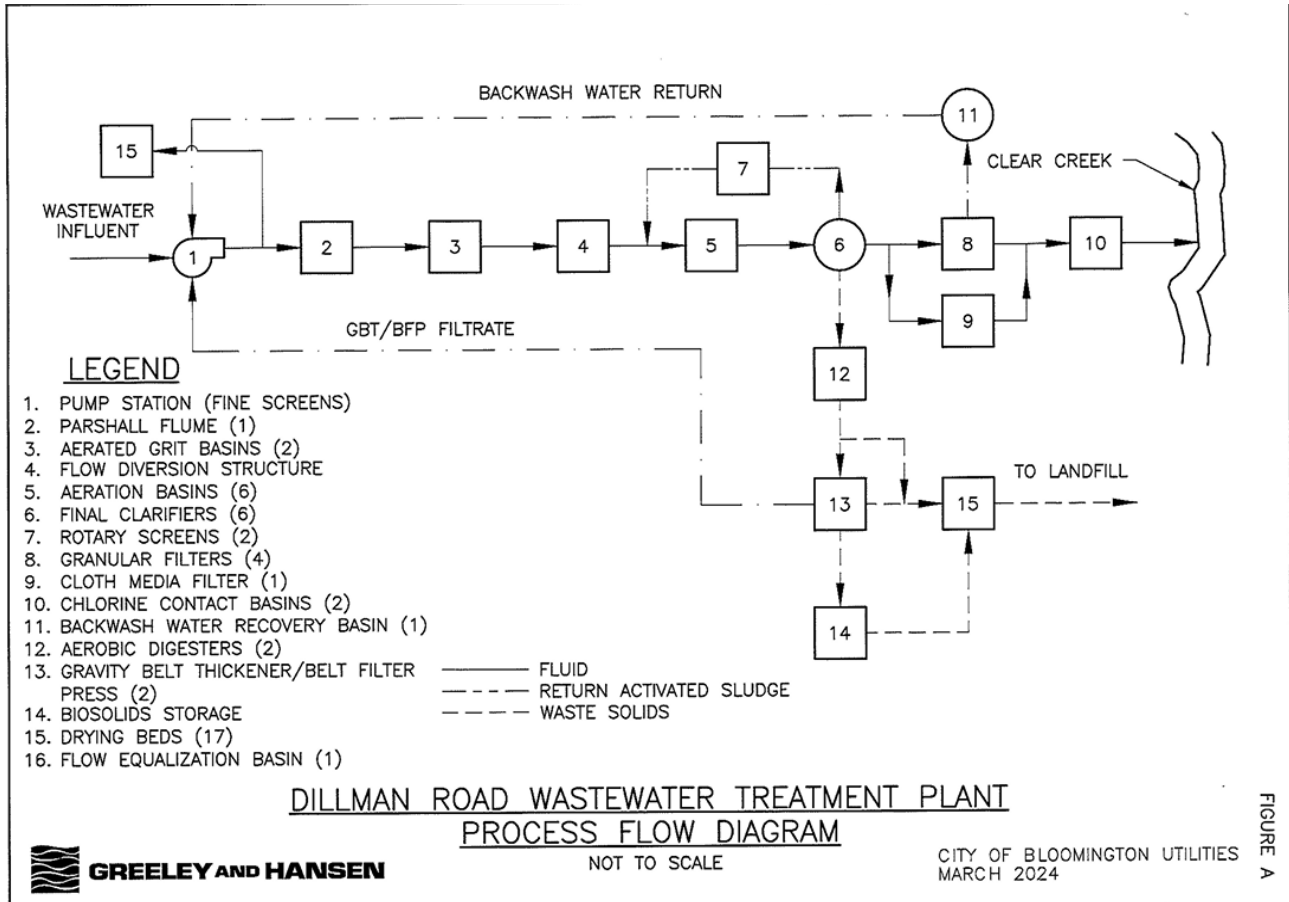 BACKWASH WATER RETURN
11
15
7
CLEAR CREEK
WASTEWATER
INFLUENT
1
2
3
4
5
6
8
10
9
GBT/BFP FILTRATE
12
TO LANDFILL
13
15
14
LEGEND
1. PUMP STATION (FINE SCREENS)
2. PARSHALL FLUME (1)
3. AERATED GRIT BASINS (2)
4. FLOW DIVERSION STRUCTURE
5. AERATION BASINS (6)
6. FINAL CLARIFIERS (6)
7. ROTARY SCREENS (2)
8. GRANULAR FILTERS (4)
9. CLOTH MEDIA FILTER (1)
10. CHLORINE CONTACT BASINS (2)
11. BACKWASH WATER RECOVERY BASIN (1)
12. AEROBIC DIGESTERS (2)
13. GRAVITY BELT THICKENER/BELT FILTER
PRESS (2)
14. BIOSOLIDS STORAGE
15. DRYING BEDS (17)
16. FLOW EQUALIZATION BASIN (1)
FLUID
RETURN ACTIVATED SLUDGE
WASTE SOLIDS
DILLMAN ROAD WASTEWATER TREATMENT PLANT
PROCESS FLOW DIAGRAM
NOT TO SCALE
GREELEY AND HANSEN
CITY OF BLOOMINGTON UTILITIES
MARCH 2024
FIGURE A